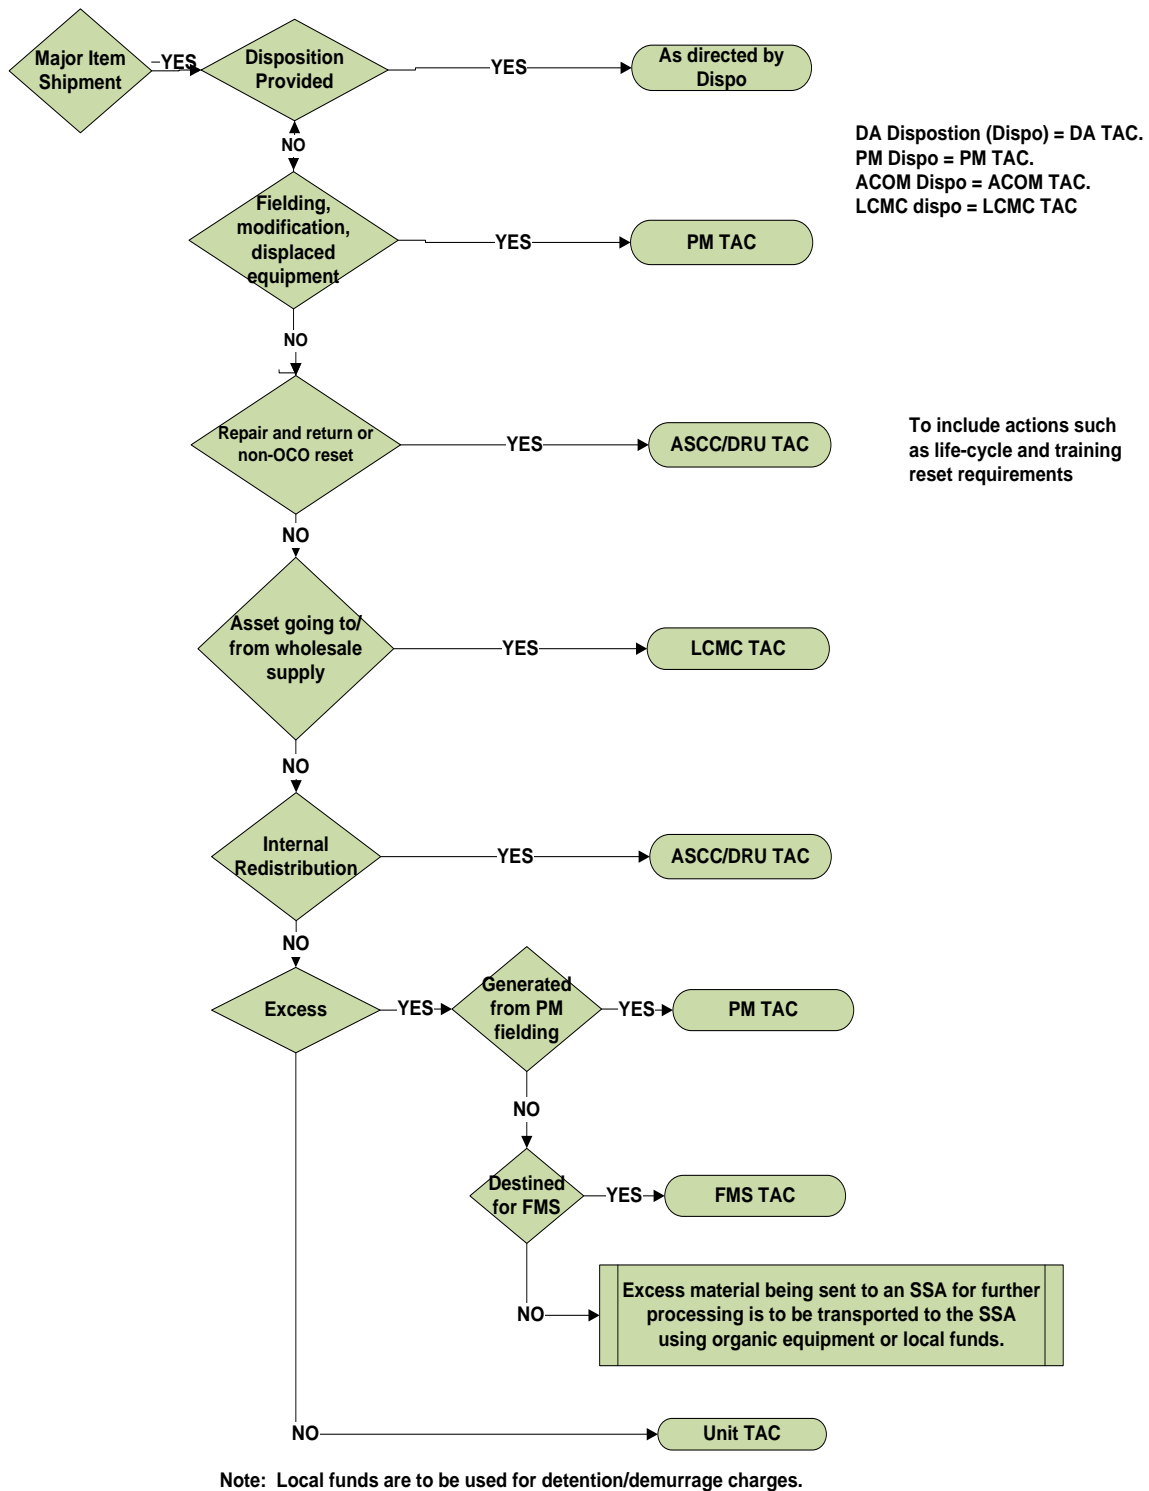 Major Item
Shipment
YES
Disposition
Provided
YES
As directed by
Dispo
DA Dispostion (Dispo) = DA TAC.
PM Dispo = PM TAC.
ACOM Dispo = ACOM TAC.
LCMC dispo = LCMC TAC
NO
Fielding,
modification,
displaced
equipment
YES
PM TAC
NO
Repair and return or
non-OCO reset
YES
ASCC/DRU TAC
To include actions such
as life-cycle and training
reset requirements
NO
Asset going to/
from wholesale
supply
YES
LCMC TAC
NO
Internal
Redistribution
YES
ASCC/DRU TAC
NO
Excess
YES
Generated
from PM
fielding
YES
PM TAC
NO
Destined
for FMS
YES
FMS TAC
NO
Excess material being sent to an SSA for further
processing is to be transported to the SSA
using organic equipment or local funds.
NO
Unit TAC
Note:  Local funds are to be used for detention/demurrage charges.